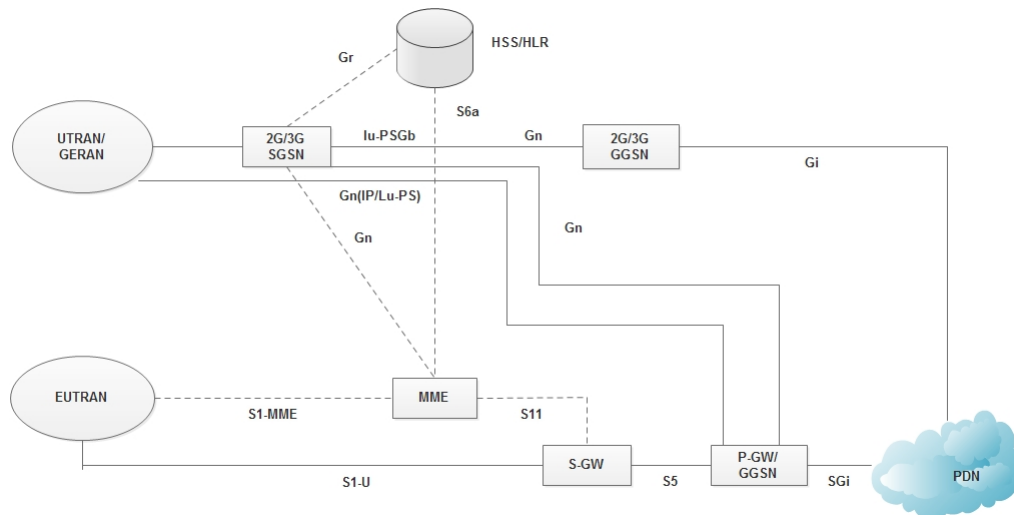 HSS/HLR
Gr
S6a
UTRAN/
GERAN
2G/3G
SGSN
Iu-PSGb
Gn
2G/3G
GGSN
Gi
Gn(IP/Lu-PS)
Gn
Gn
EUTRAN
S1-MME
MME
S11
S1-U
S-GW
S5
P-GW/
GGSN
SGi
PDN